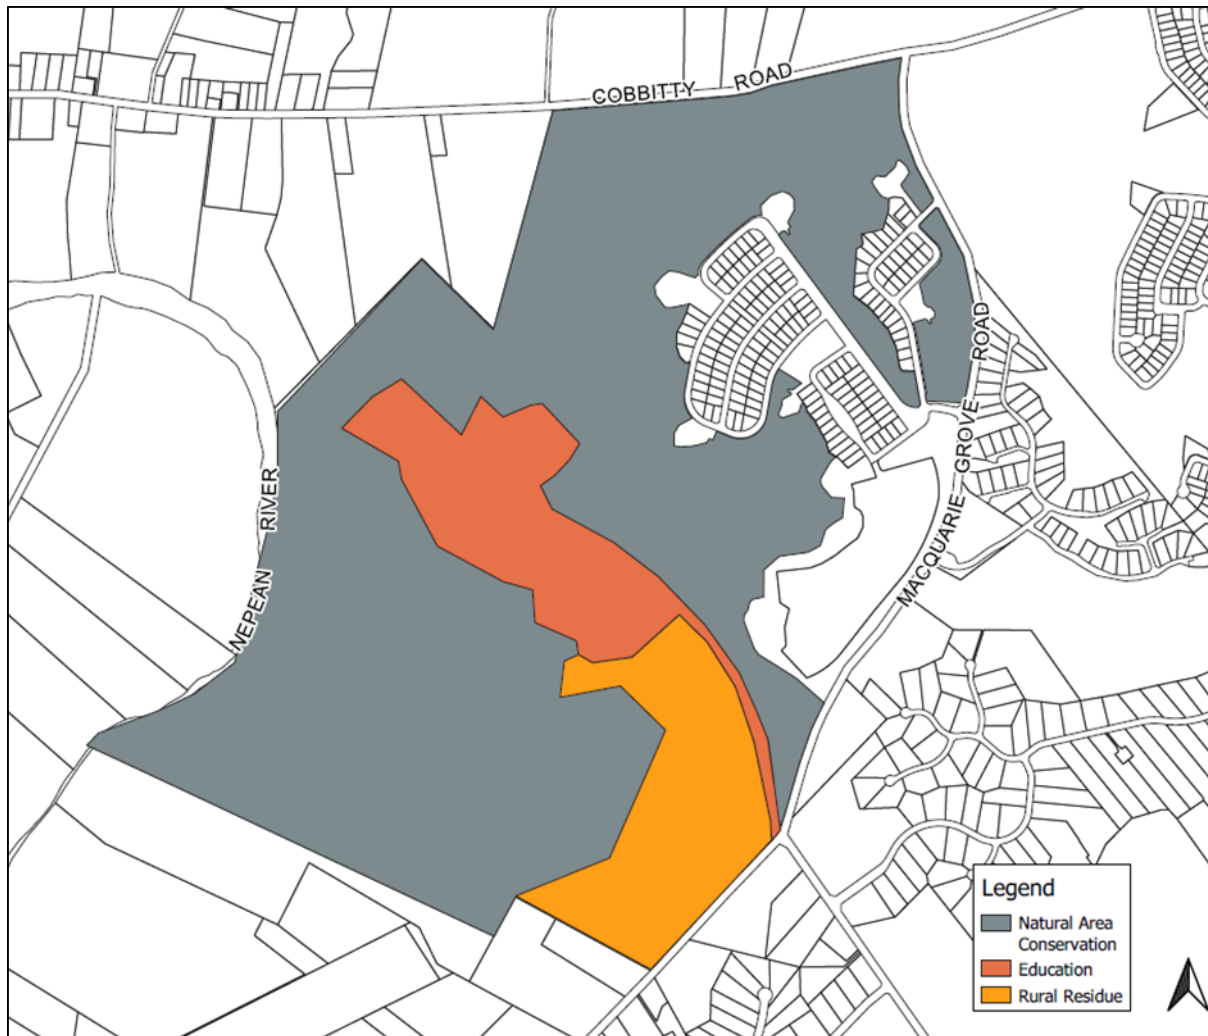 COBBITTY ROAD
NEPEAN RIVER
MACQUARIE GROVE ROAD
Legend
Natural Area
Conservation
Education
Rural Residue